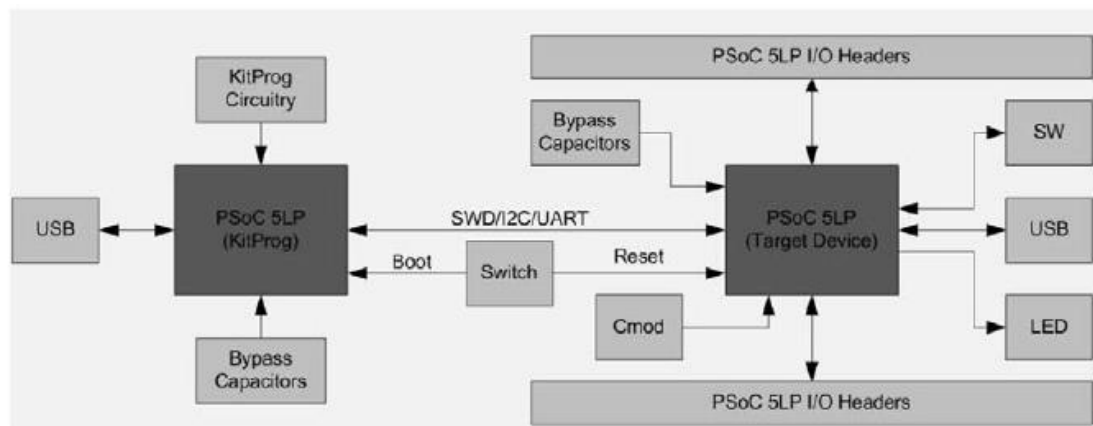 PSoC 5LP I/O Headers
KitProg
Circuitry
Bypass
Capacitors
SW
USB
PSoC 5LP
(KitProg)
SWD/I2C/UART
PSoC 5LP
(Target Device)
USB
Boot
Switch
Reset
Cmod
LED
Bypass
Capacitors
PSoC 5LP I/O Headers